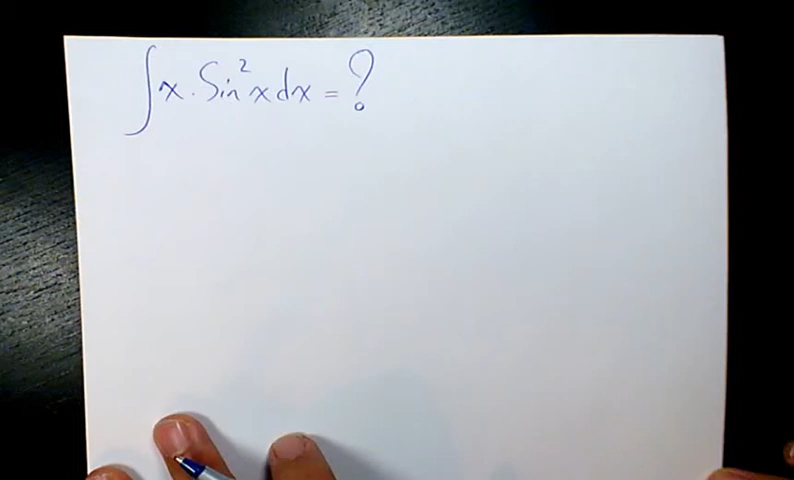 ∫x.Sin²x dx = ?